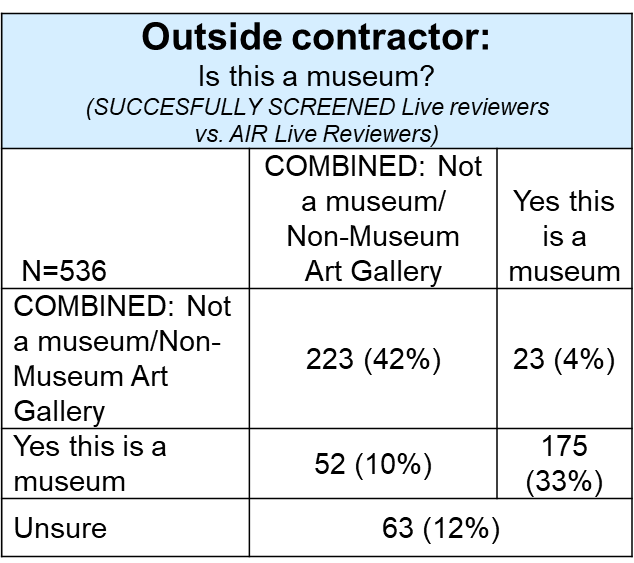 Outside contractor:
Is this a museum?
(SUCCESFULLY SCREENED Live reviewers
vs. AIR Live Reviewers)
N=536
COMBINED: Not
a museum/
Non-Museum
Art Gallery
Yes this
is a
museum
COMBINED: Not
a museum/Non-
Museum Art
Gallery
223 (42%)
23 (4%)
Yes this is a
museum
52 (10%)
175
(33%)
Unsure
63 (12%)